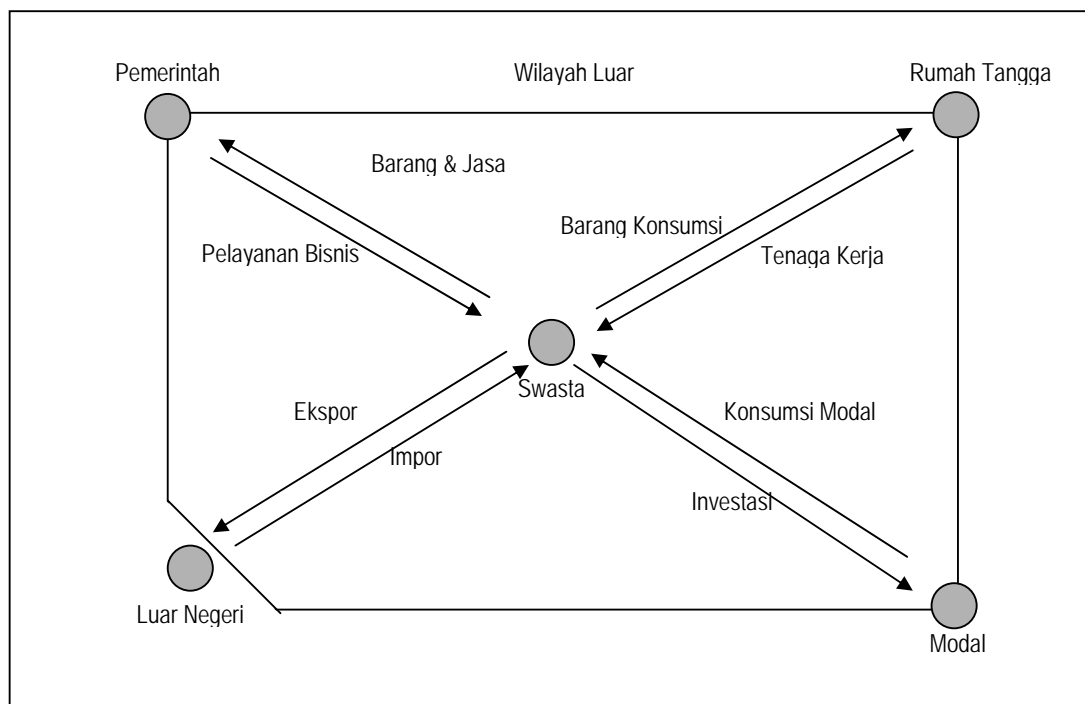 Pemerintah
Wilayah Luar
Rumah Tangga
Barang & Jasa
Barang Konsumsi
Pelayanan Bisnis
Tenaga Kerja
Swasta
Ekspor
Konsumsi Modal
Impor
Investasi
Luar Negeri
Modal